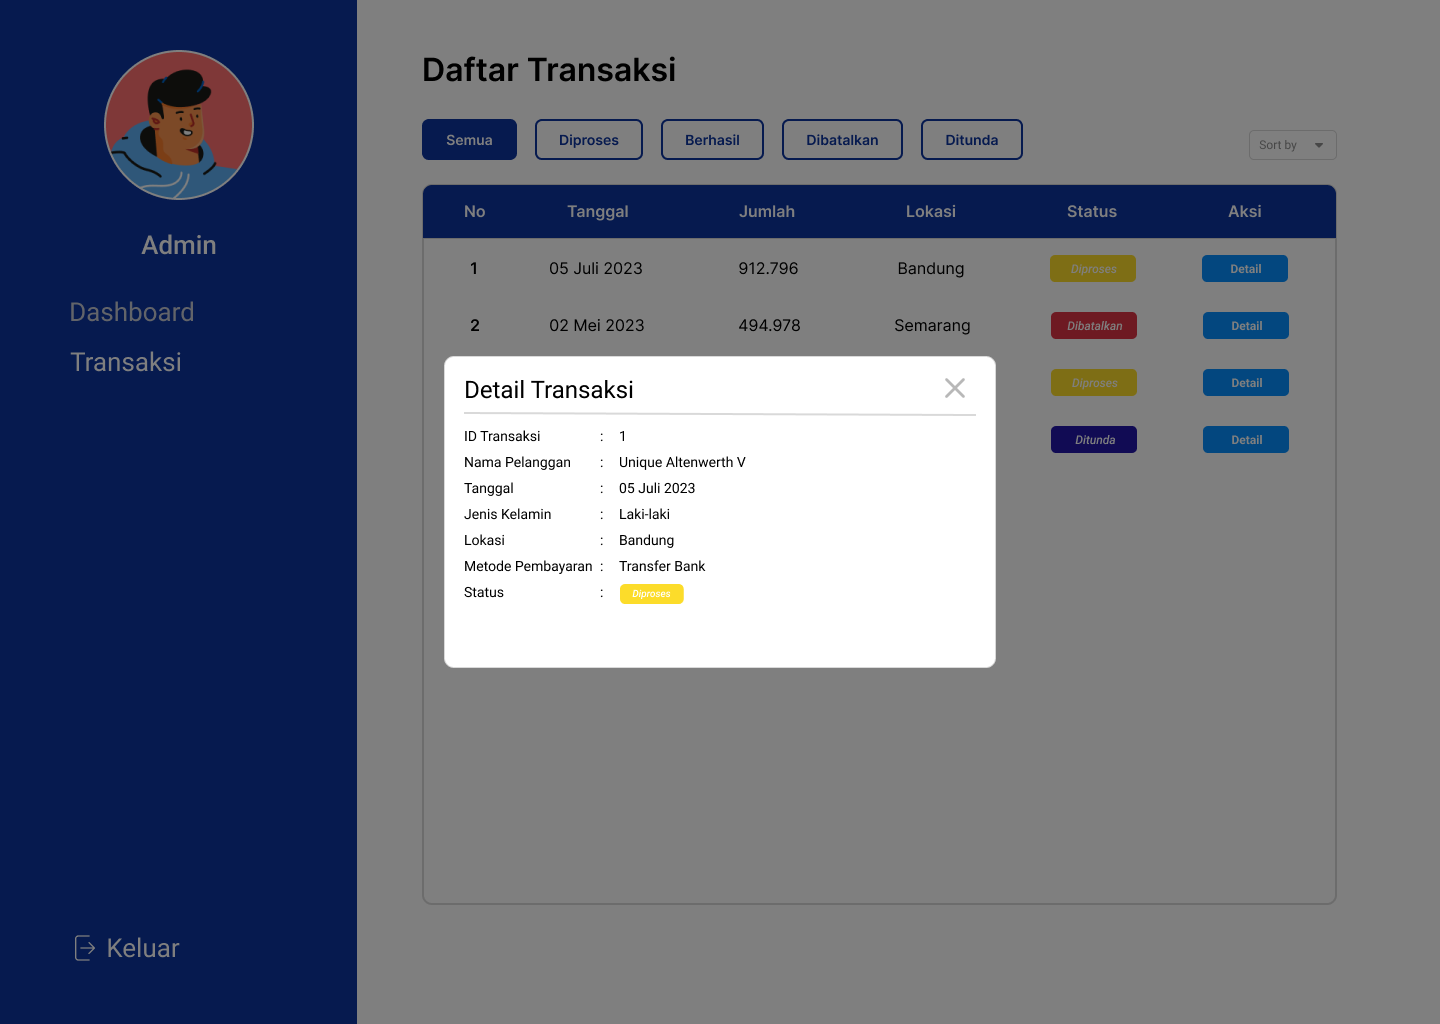 Admin
Dashboard
Transaksi
Keluar
Daftar Transaksi
Semua Diproses Berhasil Dibatalkan Ditunda
Sort by
No Tanggal Jumlah Lokasi Status Aksi
1 05 Juli 2023 912.796 Bandung Diproses Detail
2 02 Mei 2023 494.978 Semarang Dibatalkan Detail
Diproses Detail
Ditunda Detail
Detail Transaksi
ID Transaksi : 1
Nama Pelanggan : Unique Altenwerth V
Tanggal : 05 Juli 2023
Jenis Kelamin : Laki-laki
Lokasi : Bandung
Metode Pembayaran : Transfer Bank
Status : Diproses